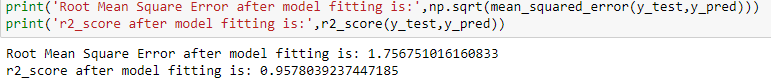 print('Root Mean Square Error after model fitting is:',np.sqrt(mean_squared_error(y_test,y_pred)))
print('r2_score after model fitting is:',r2_score(y_test,y_pred))
Root Mean Square Error after model fitting is: 1.756751016160833
r2_score after model fitting is: 0.9578039237447185